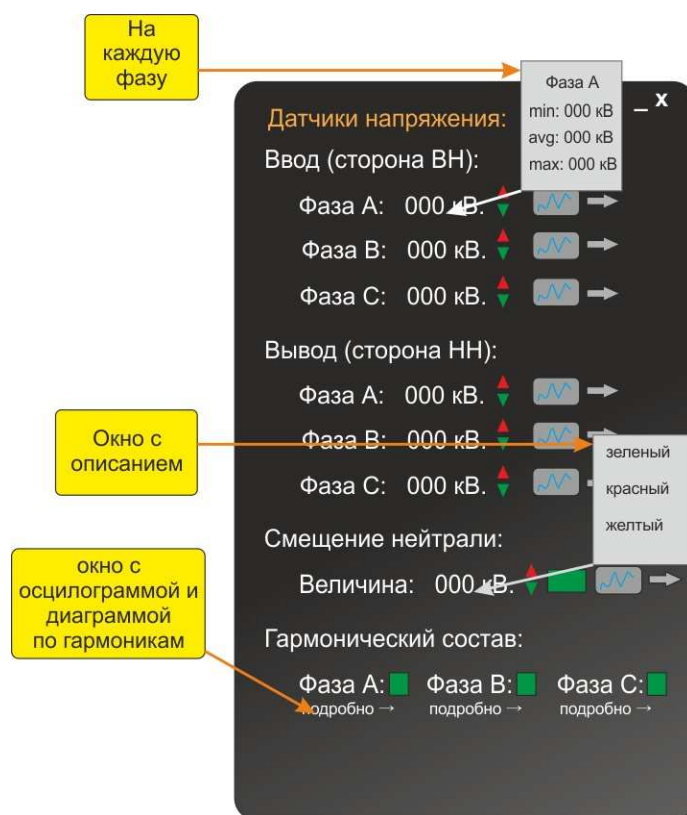 На
каждую
фазу
Фаза А
min: 000 кВ
avg: 000 кВ
max: 000 кВ
_ x
Датчики напряжения:
Ввод (сторона ВН):
Фаза А: 000 кВ.
Фаза В: 000 кВ.
Фаза С: 000 кВ.
Вывод (сторона НН):
Фаза А: 000 кВ.
Окно с
описанием
Фаза В: 000 кВ.
зеленый
красный
желтый
Фаза С: 000 кВ.
Смещение нейтрали:
окно с
осцилограммой и
диаграммой
по гармоникам
Величина: 000 кВ.
Гармонический состав:
Фаза А: Фаза В: Фаза С:
подробно → подробно → подробно →